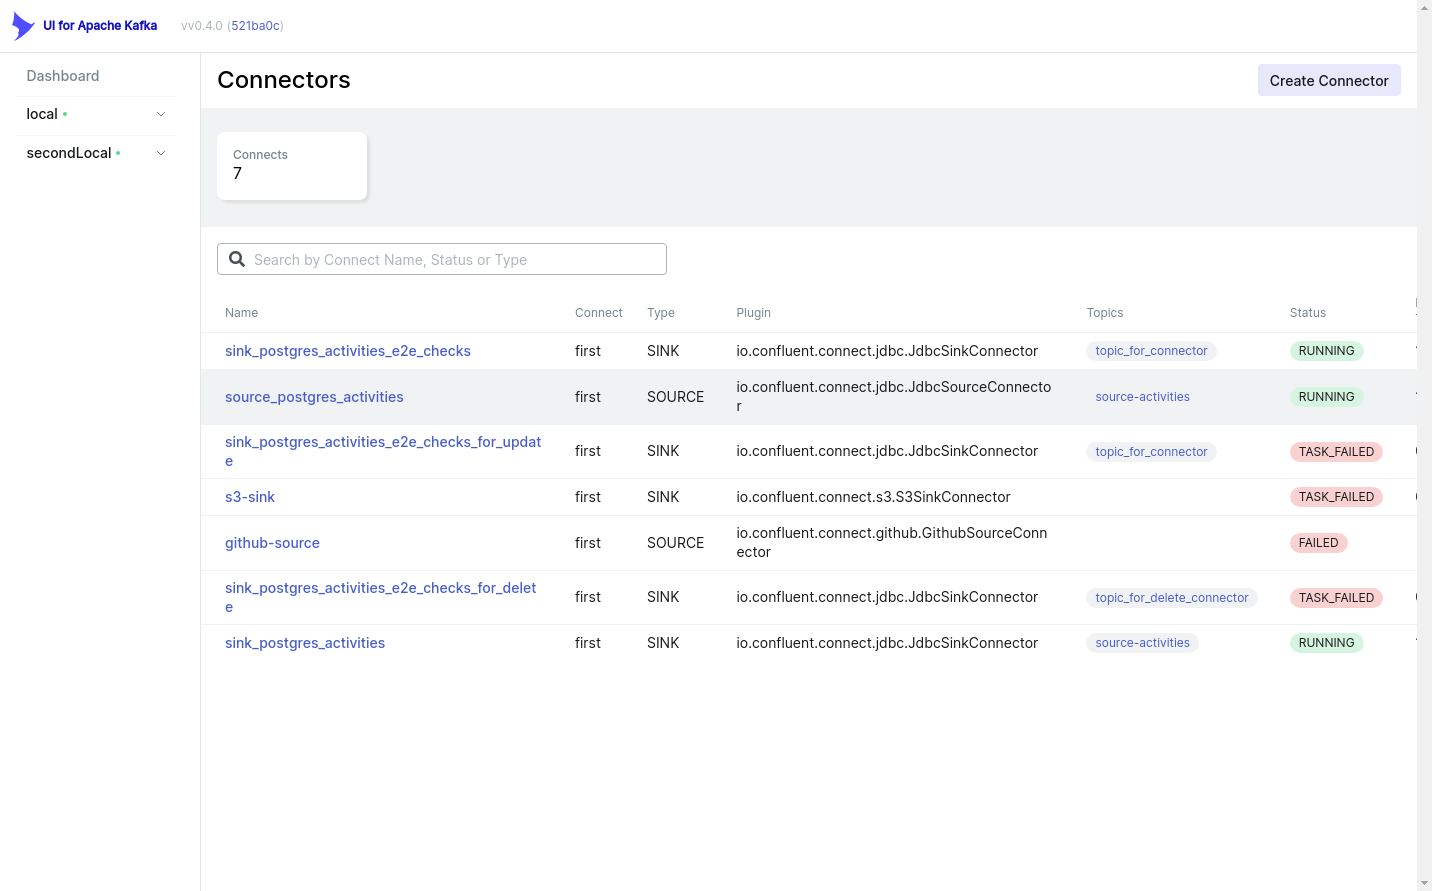 UI for Apache Kafka
vv0.4.0 (521ba0c)
Dashboard
local
secondLocal
Connectors
Create Connector
Connects
7
Search by Connect Name, Status or Type
Name Connect Type Plugin Topics Status
sink_postgres_activities_e2e_checks first SINK io.confluent.connect.jdbc.JdbcSinkConnector topic_for_connector RUNNING
source_postgres_activities first SOURCE io.confluent.connect.jdbc.JdbcSourceConnecto
r source-activities RUNNING
sink_postgres_activities_e2e_checks_for_updat
e first SINK io.confluent.connect.jdbc.JdbcSinkConnector topic_for_connector TASK_FAILED
s3-sink first SINK io.confluent.connect.s3.S3SinkConnector TASK_FAILED
github-source first SOURCE io.confluent.connect.github.GithubSourceConn
ector FAILED
sink_postgres_activities_e2e_checks_for_delet
e first SINK io.confluent.connect.jdbc.JdbcSinkConnector topic_for_delete_connector TASK_FAILED
sink_postgres_activities first SINK io.confluent.connect.jdbc.JdbcSinkConnector source-activities RUNNING